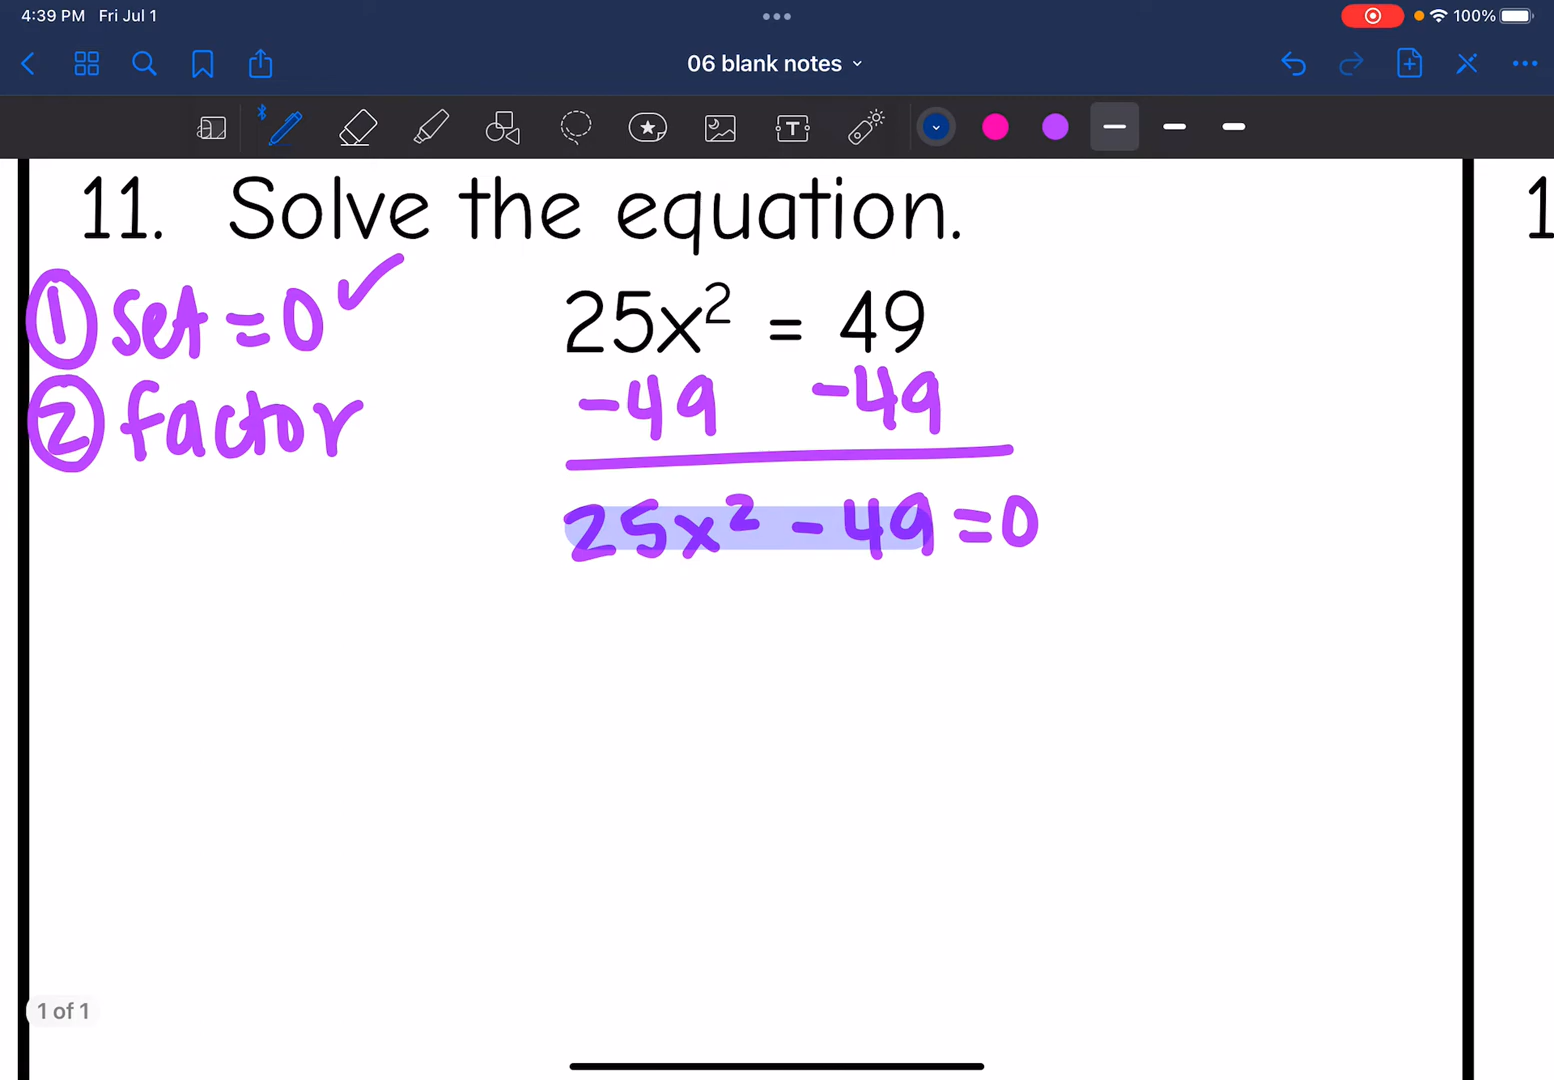 4:39 PM Fri Jul 1
100%
06 blank notes
11. Solve the equation.
1
① set = 0 ✓
25x² = 49
-49 -49
② factor
25x² - 49 = 0
1 of 1